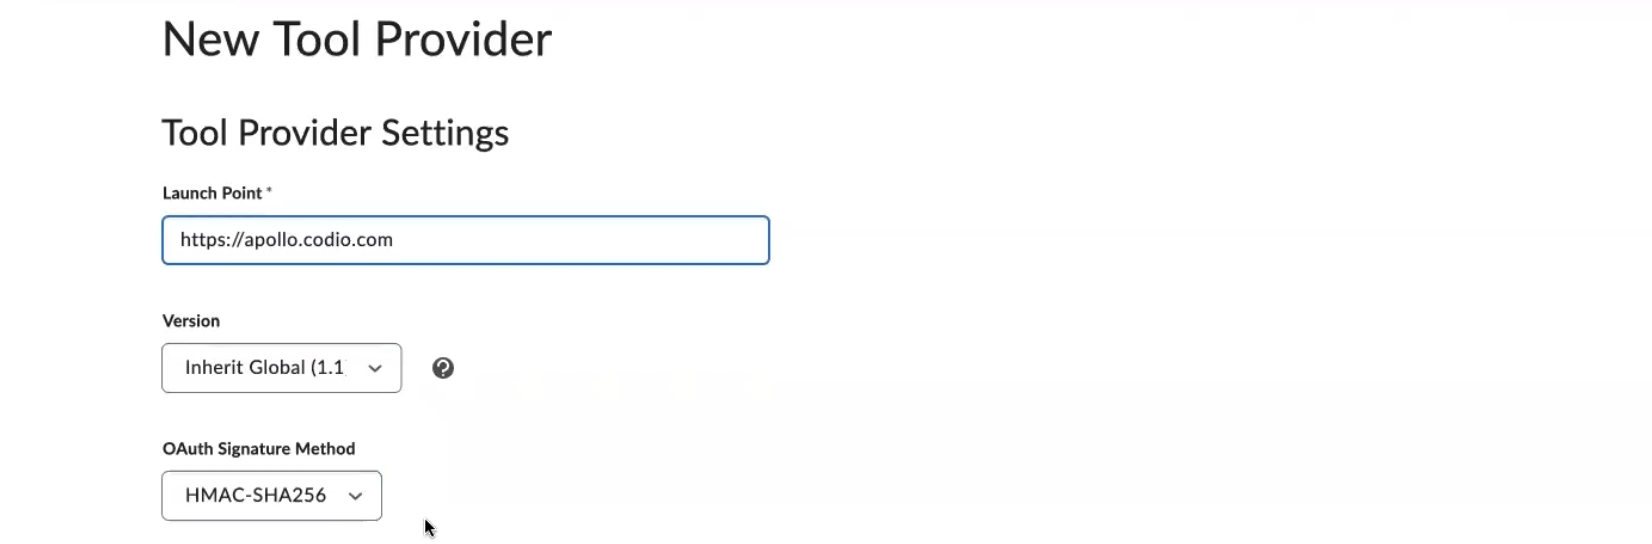 New Tool Provider
Tool Provider Settings
Launch Point *
https://apollo.codio.com
Version
Inherit Global (1.1
OAuth Signature Method
HMAC-SHA256